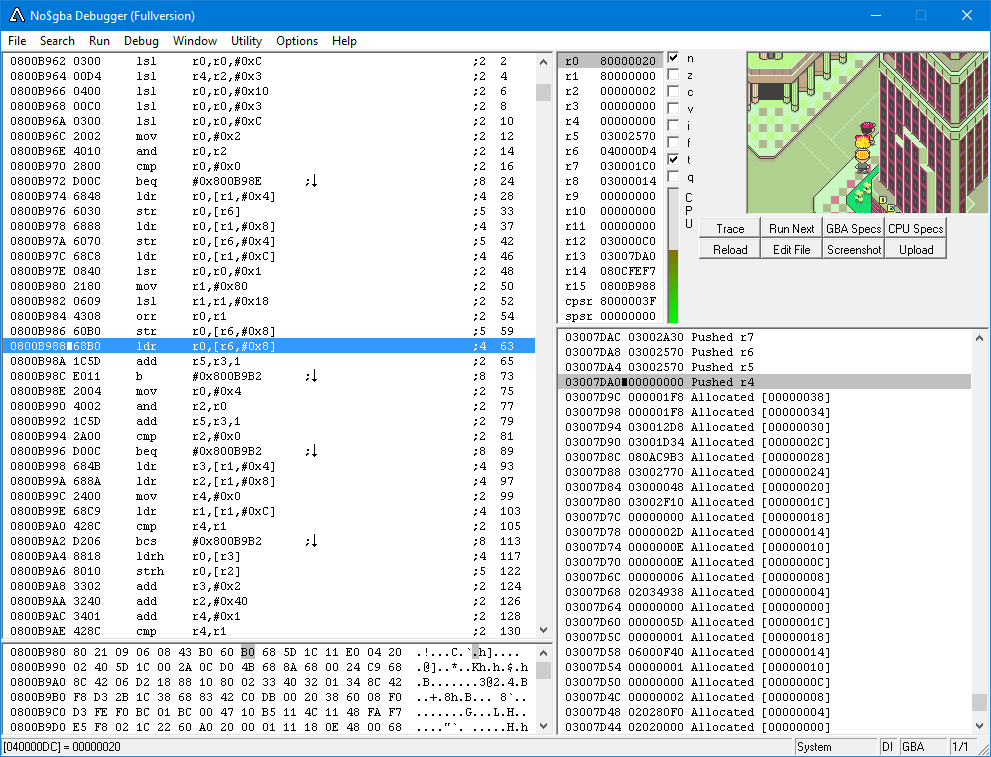 No$gba Debugger (Fullversion)
File Search Run Debug Window Utility Options Help
0800B962 0300 lsl r0,r0,#0xC ;2 2
0800B964 00D4 lsl r4,r2,#0x3 ;2 4
0800B966 0400 lsl r0,r0,#0x10 ;2 6
0800B968 00C0 lsl r0,r0,#0x3 ;2 8
0800B96A 0300 lsl r0,r0,#0xC ;2 10
0800B96C 2002 mov r0,#0x2 ;2 12
0800B96E 4010 and r0,r2 ;2 14
0800B970 2800 cmp r0,#0x0 ;2 16
0800B972 D00C beq #0x800B98E ;↓ ;8 24
0800B974 6848 ldr r0,[r1,#0x4] ;4 28
0800B976 6030 str r0,[r6] ;5 33
0800B978 6888 ldr r0,[r1,#0x8] ;4 37
0800B97A 6070 str r0,[r6,#0x4] ;5 42
0800B97C 68C8 ldr r0,[r1,#0xC] ;4 46
0800B97E 0840 lsr r0,r0,#0x1 ;2 48
0800B980 2180 mov r1,#0x80 ;2 50
0800B982 0609 lsl r1,r1,#0x18 ;2 52
0800B984 4308 orr r0,r1 ;2 54
0800B986 60B0 str r0,[r6,#0x8] ;5 59
0800B988 68B0 ldr r0,[r6,#0x8] ;4 63
0800B98A 1C5D add r5,r3,1 ;2 65
0800B98C E011 b #0x800B9B2 ;↓ ;8 73
0800B98E 2004 mov r0,#0x4 ;2 75
0800B990 4002 and r2,r0 ;2 77
0800B992 1C5D add r5,r3,1 ;2 79
0800B994 2A00 cmp r2,#0x0 ;2 81
0800B996 D00C beq #0x800B9B2 ;↓ ;8 89
0800B998 684B ldr r3,[r1,#0x4] ;4 93
0800B99A 688A ldr r2,[r1,#0x8] ;4 97
0800B99C 2400 mov r4,#0x0 ;2 99
0800B99E 68C9 ldr r1,[r1,#0xC] ;4 103
0800B9A0 428C cmp r4,r1 ;2 105
0800B9A2 D206 bcs #0x800B9B2 ;↓ ;8 113
0800B9A4 8818 ldrh r0,[r3] ;4 117
0800B9A6 8010 strh r0,[r2] ;5 122
0800B9A8 3302 add r3,#0x2 ;2 124
0800B9AA 3240 add r2,#0x40 ;2 126
0800B9AC 3401 add r4,#0x1 ;2 128
0800B9AE 428C cmp r4,r1 ;2 130
r0 80000020
r1 80000000
r2 00000002
r3 00000000
r4 00000000
r5 03002570
r6 040000D4
r7 030001C0
r8 03000014
r9 00000000
r10 00000000
r11 00000000
r12 030000C0
r13 03007DA0
r14 080CFEF7
r15 0800B988
cpsr 8000003F
spsr 00000000
n
z
c
v
i
f
t
q
C
P
U
Trace Run Next GBA Specs CPU Specs
Reload Edit File Screenshot Upload
03007DAC 03002A30 Pushed r7
03007DA8 03002570 Pushed r6
03007DA4 03002570 Pushed r5
03007DA0 00000000 Pushed r4
03007D9C 000001F8 Allocated [00000038]
03007D98 000001F8 Allocated [00000034]
03007D94 030012D8 Allocated [00000030]
03007D90 03001D34 Allocated [0000002C]
03007D8C 080AC9B3 Allocated [00000028]
03007D88 03002770 Allocated [00000024]
03007D84 03000048 Allocated [00000020]
03007D80 03002F10 Allocated [0000001C]
03007D7C 00000000 Allocated [00000018]
03007D78 0000002D Allocated [00000014]
03007D74 0000000E Allocated [00000010]
03007D70 0000000E Allocated [0000000C]
03007D6C 00000006 Allocated [00000008]
03007D68 02034938 Allocated [00000004]
03007D64 00000000 Allocated [00000000]
03007D60 0000005D Allocated [0000001C]
03007D5C 00000001 Allocated [00000018]
03007D58 06000F40 Allocated [00000014]
03007D54 00000001 Allocated [00000010]
03007D50 00000000 Allocated [0000000C]
03007D4C 00000002 Allocated [00000008]
03007D48 020280F0 Allocated [00000004]
03007D44 02020000 Allocated [00000000]
0800B980 80 21 09 06 08 43 B0 60 B0 68 5D 1C 11 E0 04 20 .!...C.`.h]....
0800B990 02 40 5D 1C 00 2A 0C D0 4B 68 8A 68 00 24 C9 68 .@]..*..Kh.h.$.h
0800B9A0 8C 42 06 D2 18 88 10 80 02 33 40 32 01 34 8C 42 .B.......3@2.4.B
0800B9B0 F8 D3 2B 1C 38 68 83 42 C0 DB 00 20 38 60 08 F0 ..+.8h.B... 8`..
0800B9C0 D3 FE F0 BC 01 BC 00 47 10 B5 11 4C 11 48 FA F7 .......G...L.H..
0800B9D0 E5 F8 02 1C 22 60 A0 20 00 01 11 18 0E 48 00 68 ...."`. .....H.h
[040000DC] = 00000020 System DI GBA 1/1